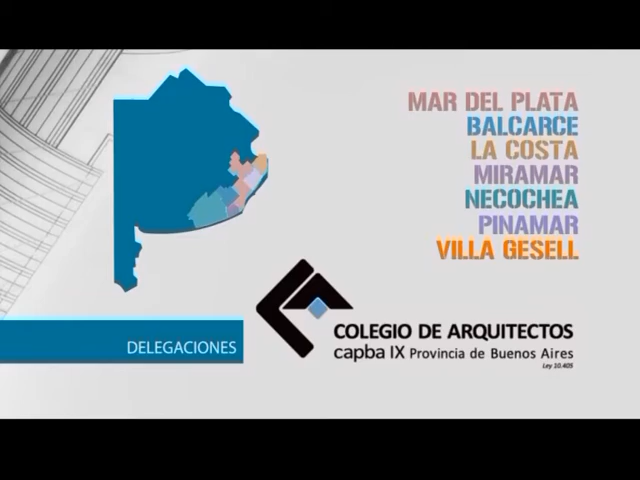 MAR DEL PLATA
BALCARCE
LA COSTA
MIRAMAR
NECOCHEA
PINAMAR
VILLA GESELL
DELEGACIONES
COLEGIO DE ARQUITECTOS
capba IX Provincia de Buenos Aires
Ley 10.405